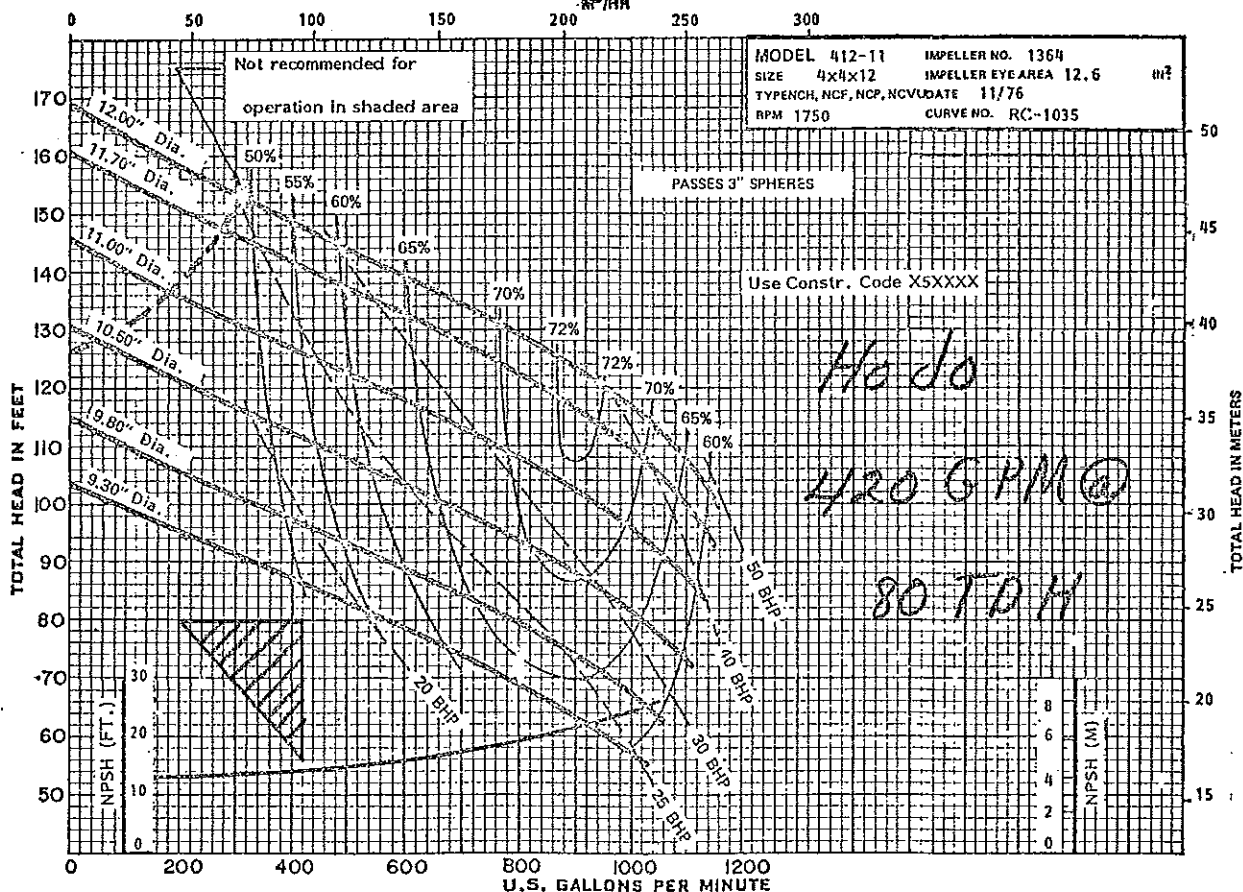 M³/HR
0 50 100 150 200 250 300
MODEL 412-11 IMPELLER NO. 1364
SIZE 4x4x12 IMPELLER EYE AREA 12.6 in²
TYPENCH, NCF, NCP, NCVU DATE 11/76
RPM 1750 CURVE NO. RC-1035
Not recommended for
operation in shaded area
PASSES 3" SPHERES
Use Constr. Code X5XXXX
12.00" Dia.
11.70" Dia.
11.00" Dia.
10.50" Dia.
9.80" Dia.
9.30" Dia.
50%
55%
60%
65%
70%
72%
72%
70%
65%
60%
420 GPM @
80 TDH
50 BHP
40 BHP
30 BHP
25 BHP
20 BHP
TOTAL HEAD IN FEET
170
160
150
140
130
120
110
100
90
80
70
60
50
NPSH (FT.)
30
20
10
0
TOTAL HEAD IN METERS
50
45
40
35
30
25
20
15
NPSH (M)
8
6
4
2
0
0 200 400 600 800 1000 1200
U.S. GALLONS PER MINUTE